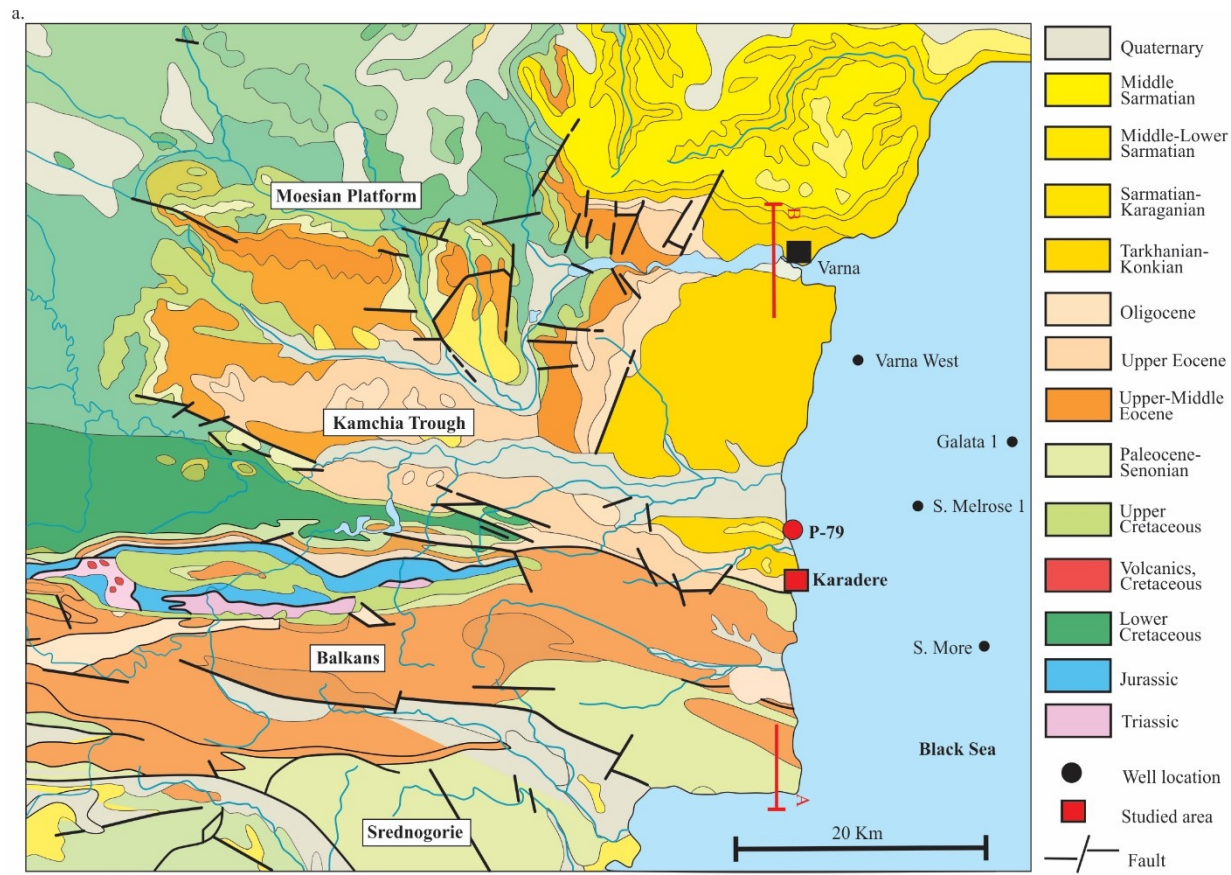 a.
Moesian Platform
B
Varna
Varna West
Kamchia Trough
Galata 1
S. Melrose 1
P-79
Karadere
S. More
Balkans
Black Sea
A
Srednogorie
20 Km
Quaternary
Middle
Sarmatian
Middle-Lower
Sarmatian
Sarmatian-
Karaganian
Tarkhanian-
Konkian
Oligocene
Upper Eocene
Upper-Middle
Eocene
Paleocene-
Senonian
Upper
Cretaceous
Volcanics,
Cretaceous
Lower
Cretaceous
Jurassic
Triassic
Well location
Studied area
Fault